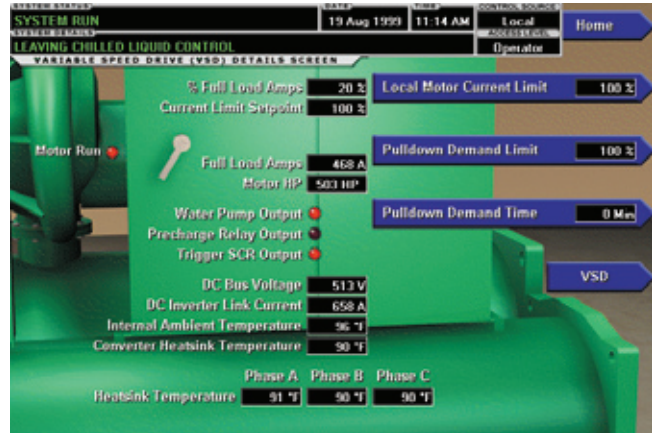 SYSTEM STATUS
SYSTEM RUN
DATE
19 Aug 1999
TIME
11:14 AM
CONTROL SOURCE
Local
Home
SYSTEM DETAILS
LEAVING CHILLED LIQUID CONTROL
ACCESS LEVEL
Operator
VARIABLE SPEED DRIVE (VSD) DETAILS SCREEN
% Full Load Amps 20 %
Current Limit Setpoint 100 %
Local Motor Current Limit 100 %
Motor Run
Full Load Amps 468 A
Motor HP 503 HP
Pulldown Demand Limit 100 %
Water Pump Output
Precharge Relay Output
Trigger SCR Output
Pulldown Demand Time 0 Min
VSD
DC Bus Voltage 513 V
DC Inverter Link Current 658 A
Internal Ambient Temperature 96 °F
Converter Heatsink Temperature 90 °F
Phase A Phase B Phase C
Heatsink Temperature 91 °F 90 °F 90 °F